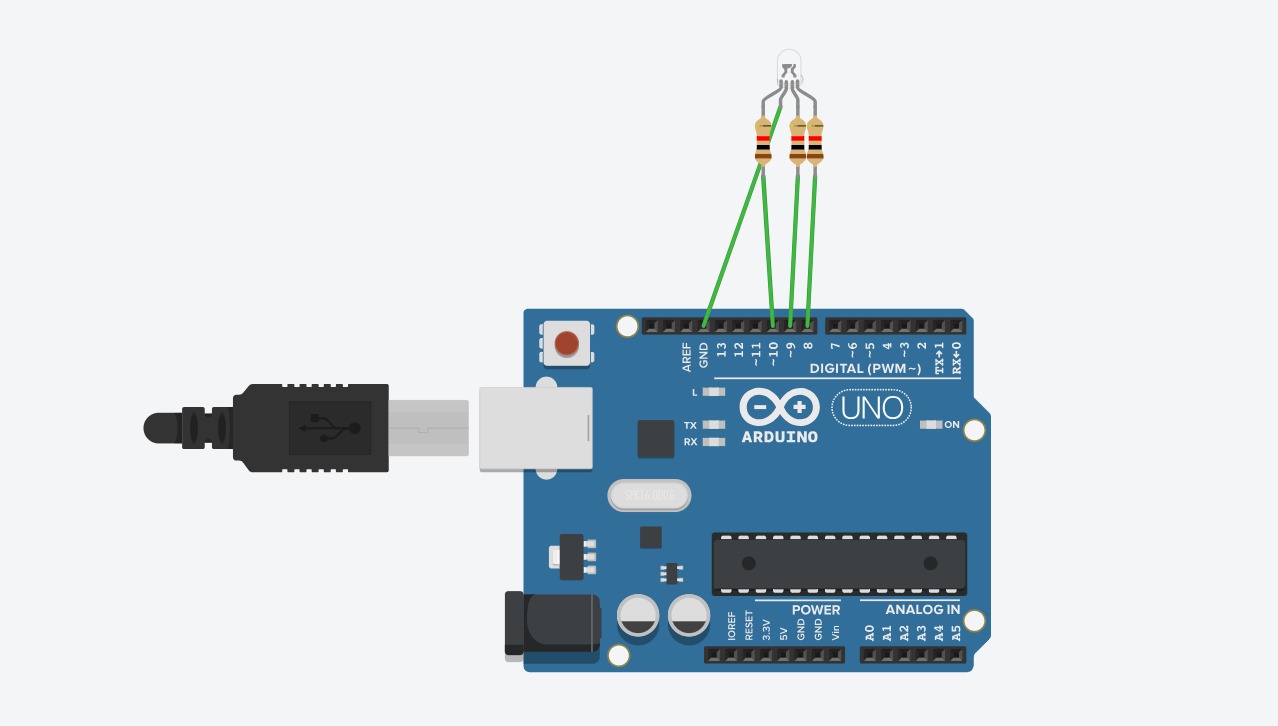 AREF
GND
13
12
~11
~10
~9
8
7
~6
~5
4
~3
2
TX→1
RX←0
DIGITAL (PWM~)
L
TX
RX
ARDUINO
UNO
ON
SPK16.000G
IOREF
RESET
3.3V
5V
GND
GND
Vin
POWER
ANALOG IN
A0
A1
A2
A3
A4
A5